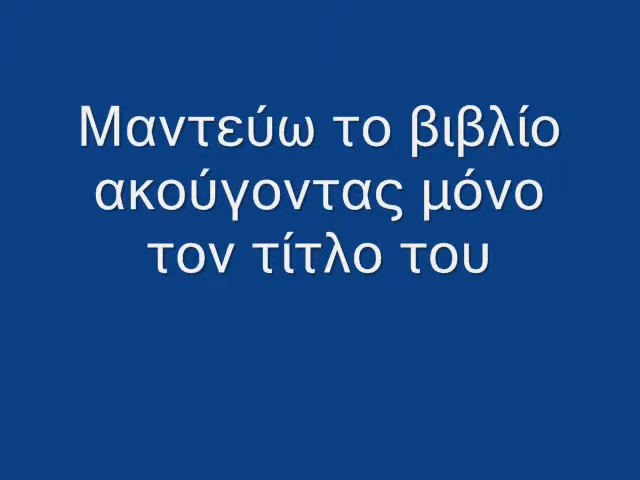 Μαντεύω το βιβλίο
ακούγοντας μόνο
τον τίτλο του